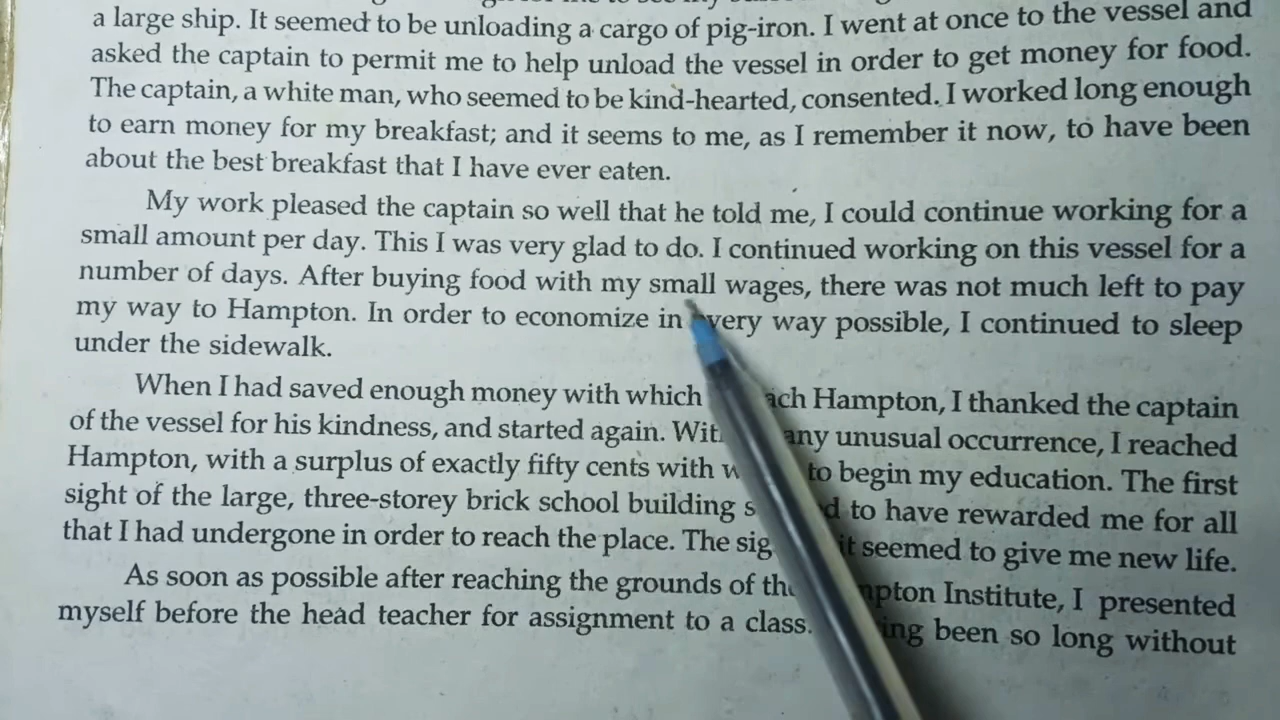 a large ship. It seemed to be unloading a cargo of pig-iron. I went at once to the vessel and
asked the captain to permit me to help unload the vessel in order to get money for food.
The captain, a white man, who seemed to be kind-hearted, consented. I worked long enough
to earn money for my breakfast; and it seems to me, as I remember it now, to have been
about the best breakfast that I have ever eaten.
My work pleased the captain so well that he told me, I could continue working for a
small amount per day. This I was very glad to do. I continued working on this vessel for a
number of days. After buying food with my small wages, there was not much left to pay
my way to Hampton. In order to economize in very way possible, I continued to sleep
under the sidewalk.
When I had saved enough money with which ach Hampton, I thanked the captain
of the vessel for his kindness, and started again. Wit any unusual occurrence, I reached
Hampton, with a surplus of exactly fifty cents with w to begin my education. The first
sight of the large, three-storey brick school building s d to have rewarded me for all
that I had undergone in order to reach the place. The sig it seemed to give me new life.
As soon as possible after reaching the grounds of the mpton Institute, I presented
myself before the head teacher for assignment to a class. ing been so long without